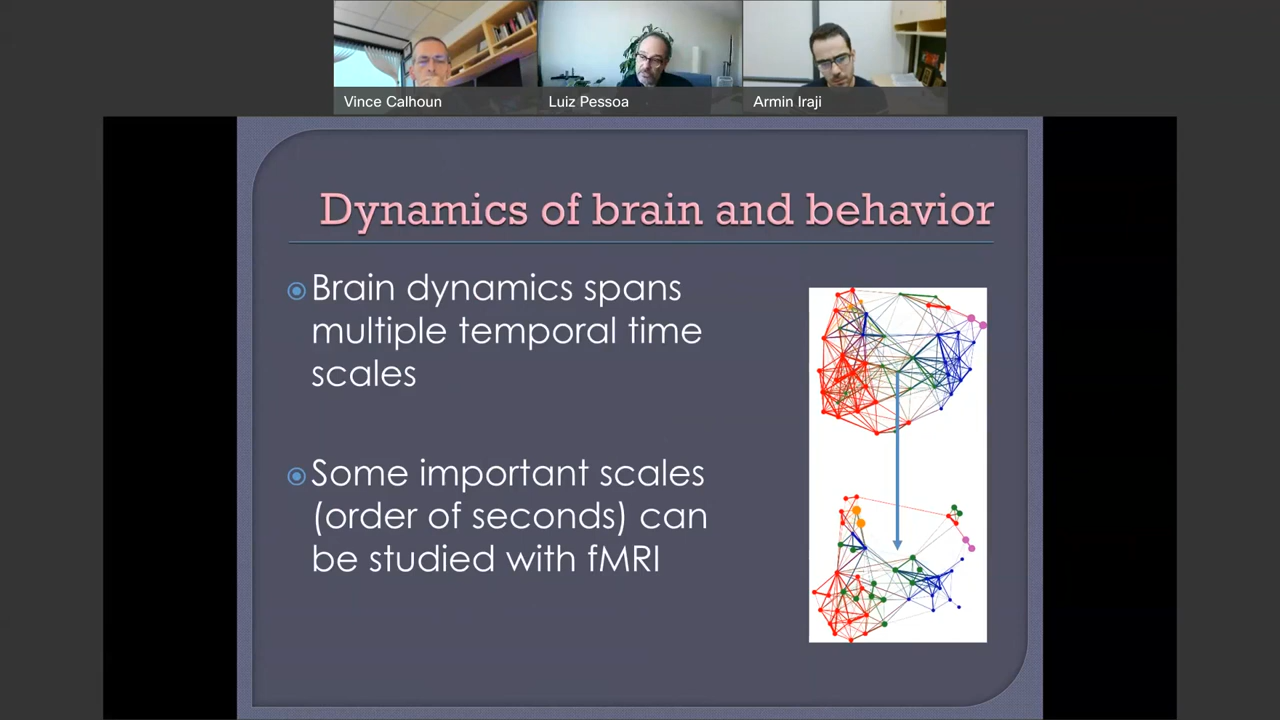 Vince Calhoun
Luiz Pessoa
Armin Iraji
Dynamics of brain and behavior
Brain dynamics spans
multiple temporal time
scales
Some important scales
(order of seconds) can
be studied with fMRI